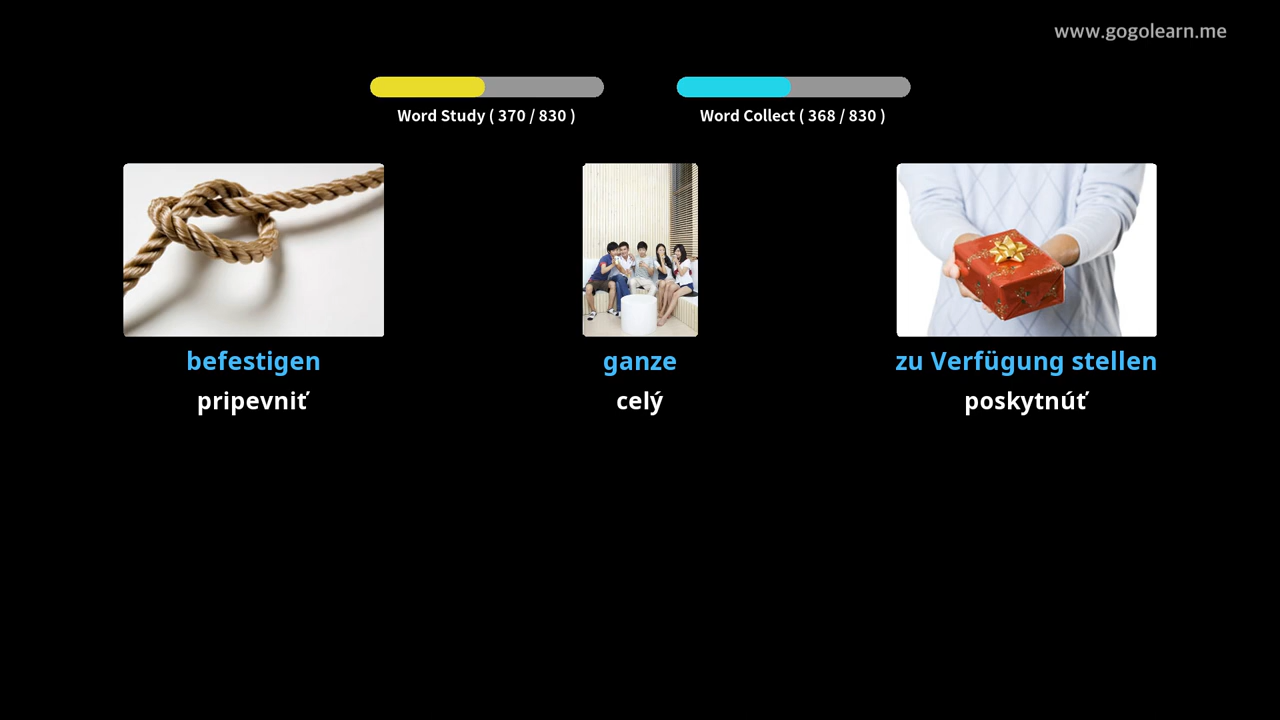 www.gogolearn.me
Word Study ( 370 / 830 )
Word Collect ( 368 / 830 )
befestigen
ganze
zu Verfügung stellen
pripevniť
celý
poskytnúť